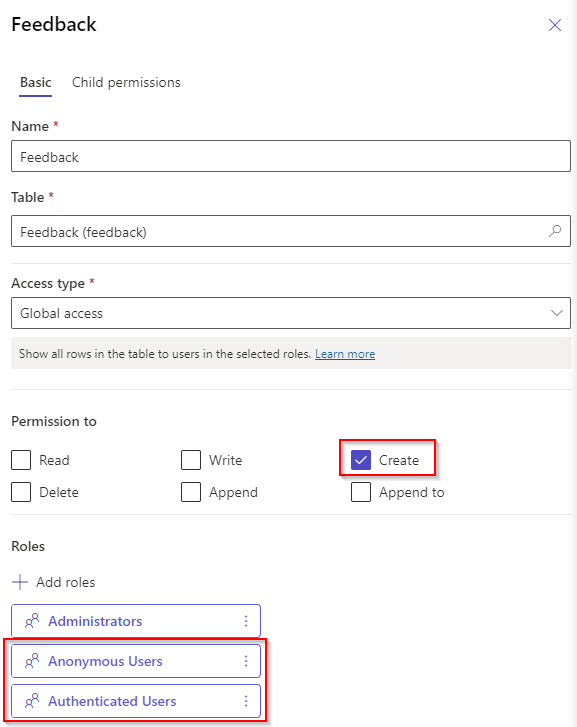 Feedback
Basic Child permissions
Name *
Feedback
Table *
Feedback (feedback)
Access type *
Global access
Show all rows in the table to users in the selected roles. Learn more
Permission to
Read Write Create
Delete Append Append to
Roles
Add roles
Administrators
Anonymous Users
Authenticated Users